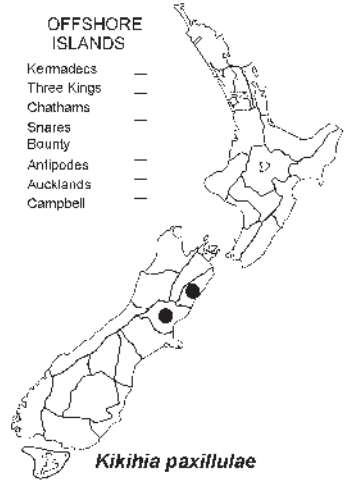 OFFSHORE
ISLANDS
Kermadecs —
Three Kings —
Chathams —
Snares
Bounty —
Antipodes —
Aucklands —
Campbell —
Kikihia paxillulae